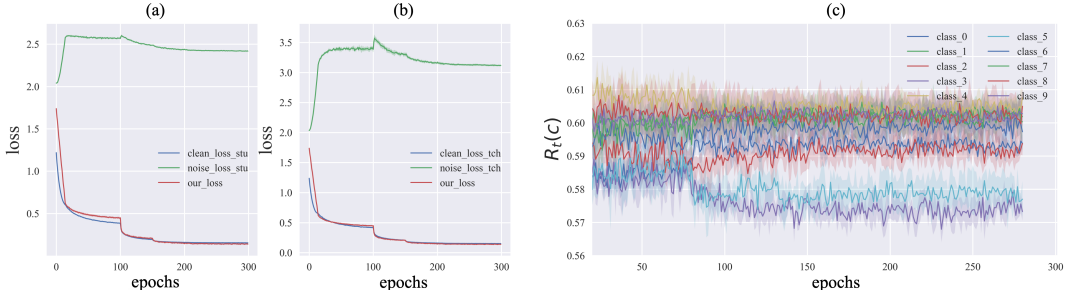 (a)
2.5
2.0
1.5
1.0
0.5
loss
clean_loss_stu
noise_loss_stu
our_loss
0
100
200
300
epochs
(b)
3.5
3.0
2.5
2.0
1.5
1.0
0.5
0.0
loss
clean_loss_tch
noise_loss_tch
our_loss
0
100
200
300
epochs
(c)
0.63
0.62
0.61
0.60
0.59
0.58
0.57
0.56
R_t(c)
class_0
class_1
class_2
class_3
class_4
class_5
class_6
class_7
class_8
class_9
50
100
150
200
250
300
epochs